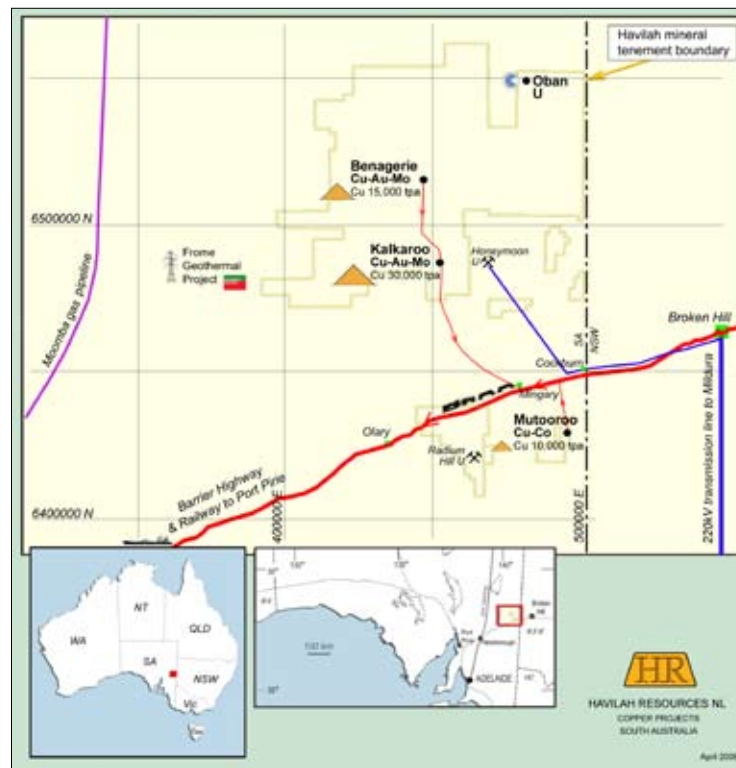 Havilah mineral
tenement boundary
Oban
U
Benagerie
Cu-Au-Mo
Cu 15,000 tpa
6500000 N
Kalkaroo
Cu-Au-Mo
Cu 30,000 tpa
Honeymoon
U
Frome
Geothermal
Project
Moomba gas pipeline
Broken Hill
SA
NSW
Cockburn
Mingary
Mutooroo
Cu-Co
Cu 10,000 tpa
Olary
Radium
Hill U
Barrier Highway
& Railway to Port Pirie
6400000 N
400000 E
500000 E
220kV transmission line to Mildura
WA
NT
QLD
SA
NSW
Vic
100 km
ADELAIDE
HR
HAVILAH RESOURCES NL
COPPER PROJECTS
SOUTH AUSTRALIA